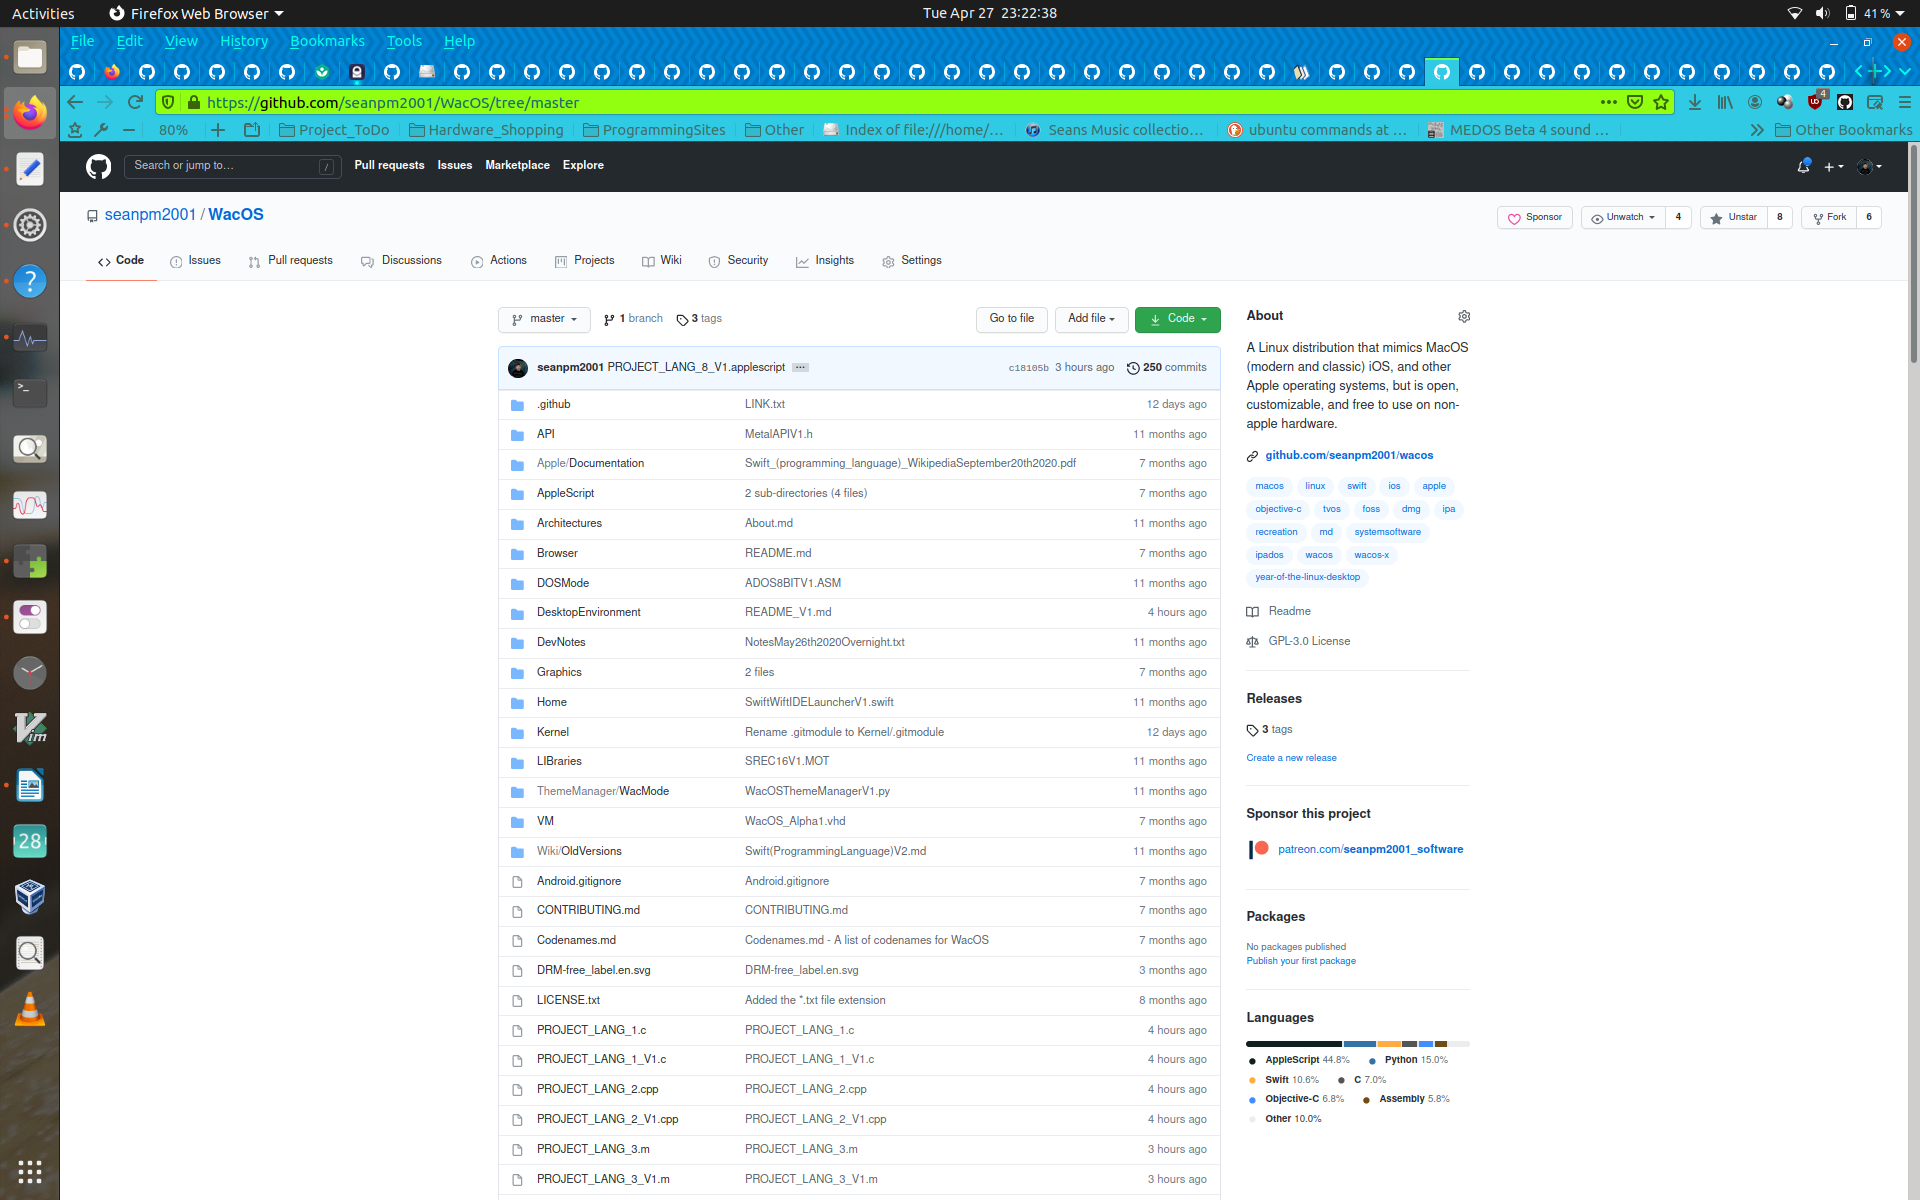 Activities Firefox Web Browser Tue Apr 27 23:22:38 41 %
File Edit View History Bookmarks Tools Help
https://github.com/seanpm2001/WacOS/tree/master 4
80% Project_ToDo Hardware_Shopping ProgrammingSites Other Index of file:///home/... Seans Music collectio... ubuntu commands at ... MEDOS Beta 4 sound ... Other Bookmarks
Search or jump to... / Pull requests Issues Marketplace Explore
seanpm2001 / WacOS Sponsor Unwatch 4 Unstar 8 Fork 6
Code Issues Pull requests Discussions Actions Projects Wiki Security Insights Settings
master 1 branch 3 tags Go to file Add file Code
seanpm2001 PROJECT_LANG_8_V1.applescript ... c18105b 3 hours ago 250 commits
.github LINK.txt 12 days ago
API MetalAPIV1.h 11 months ago
Apple/Documentation Swift_(programming_language)_WikipediaSeptember20th2020.pdf 7 months ago
AppleScript 2 sub-directories (4 files) 7 months ago
Architectures About.md 11 months ago
Browser README.md 7 months ago
DOSMode ADOS8BITV1.ASM 11 months ago
DesktopEnvironment README_V1.md 4 hours ago
DevNotes NotesMay26th2020Overnight.txt 11 months ago
Graphics 2 files 7 months ago
Home SwiftWiftIDELauncherV1.swift 11 months ago
Kernel Rename .gitmodule to Kernel/.gitmodule 12 days ago
LIBraries SREC16V1.MOT 11 months ago
ThemeManager/WacMode WacOSThemeManagerV1.py 11 months ago
VM WacOS_Alpha1.vhd 7 months ago
Wiki/OldVersions Swift(ProgrammingLanguage)V2.md 11 months ago
Android.gitignore Android.gitignore 7 months ago
CONTRIBUTING.md CONTRIBUTING.md 7 months ago
Codenames.md Codenames.md - A list of codenames for WacOS 7 months ago
DRM-free_label.en.svg DRM-free_label.en.svg 3 months ago
LICENSE.txt Added the *.txt file extension 8 months ago
PROJECT_LANG_1.c PROJECT_LANG_1.c 4 hours ago
PROJECT_LANG_1_V1.c PROJECT_LANG_1_V1.c 4 hours ago
PROJECT_LANG_2.cpp PROJECT_LANG_2.cpp 4 hours ago
PROJECT_LANG_2_V1.cpp PROJECT_LANG_2_V1.cpp 4 hours ago
PROJECT_LANG_3.m PROJECT_LANG_3.m 3 hours ago
PROJECT_LANG_3_V1.m PROJECT_LANG_3_V1.m 3 hours ago
About
A Linux distribution that mimics MacOS
(modern and classic) iOS, and other
Apple operating systems, but is open,
customizable, and free to use on non-
apple hardware.
github.com/seanpm2001/wacos
macos linux swift ios apple
objective-c tvos foss dmg ipa
recreation md systemsoftware
ipados wacos wacos-x
year-of-the-linux-desktop
Readme
GPL-3.0 License
Releases
3 tags
Create a new release
Sponsor this project
patreon.com/seanpm2001_software
Packages
No packages published
Publish your first package
Languages
AppleScript 44.8% Python 15.0%
Swift 10.6% C 7.0%
Objective-C 6.8% Assembly 5.8%
Other 10.0%
Vim
28